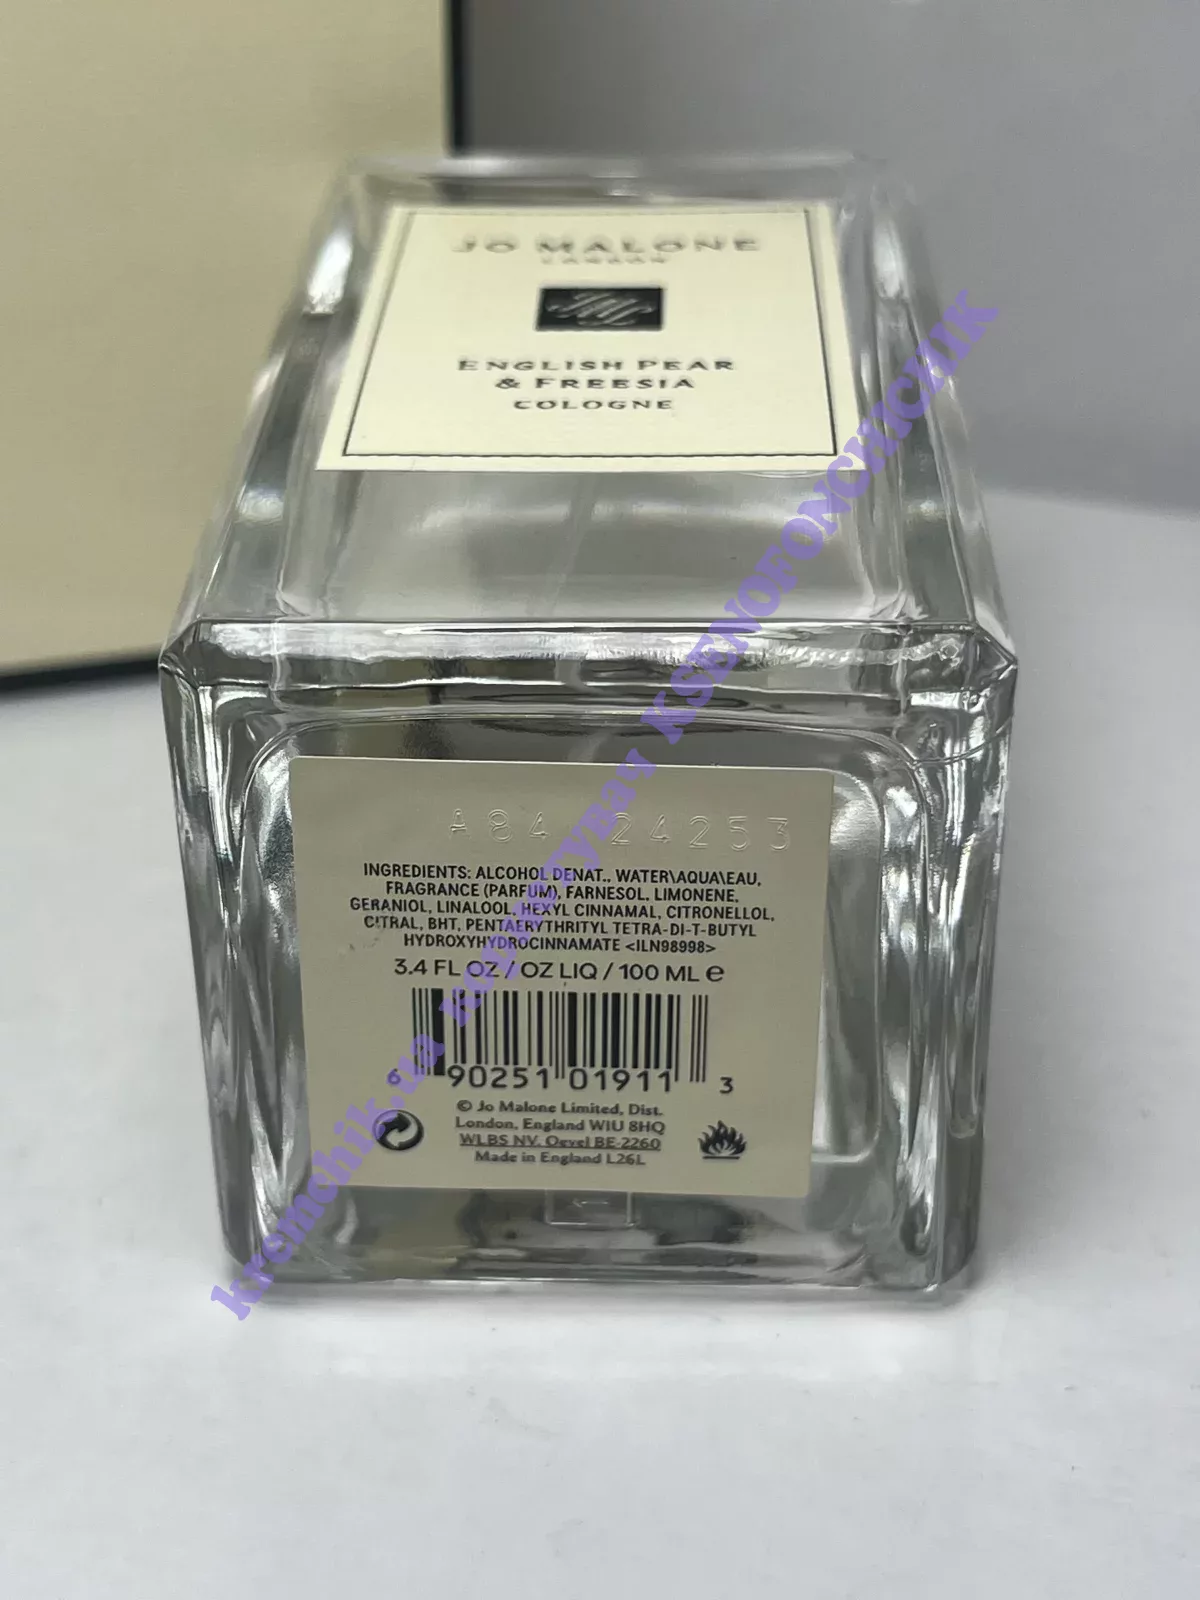 JO MALONE
LONDON
ENGLISH PEAR
& FREESIA
COLOGNE
A84 24253
INGREDIENTS: ALCOHOL DENAT., WATER\AQUA\EAU,
FRAGRANCE (PARFUM), FARNESOL, LIMONENE,
GERANIOL, LINALOOL, HEXYL CINNAMAL, CITRONELLOL,
CITRAL, BHT, PENTAERYTHRITYL TETRA-DI-T-BUTYL
HYDROXYHYDROCINNAMATE <ILN98998>
3.4 FL OZ / OZ LIQ / 100 ML e
6 90251 01911 3
© Jo Malone Limited, Dist.
London, England W1U 8HQ
WLBS NV. Oevel BE-2260
Made in England L26L
kremchik.ua KSENOFONCHICHIK